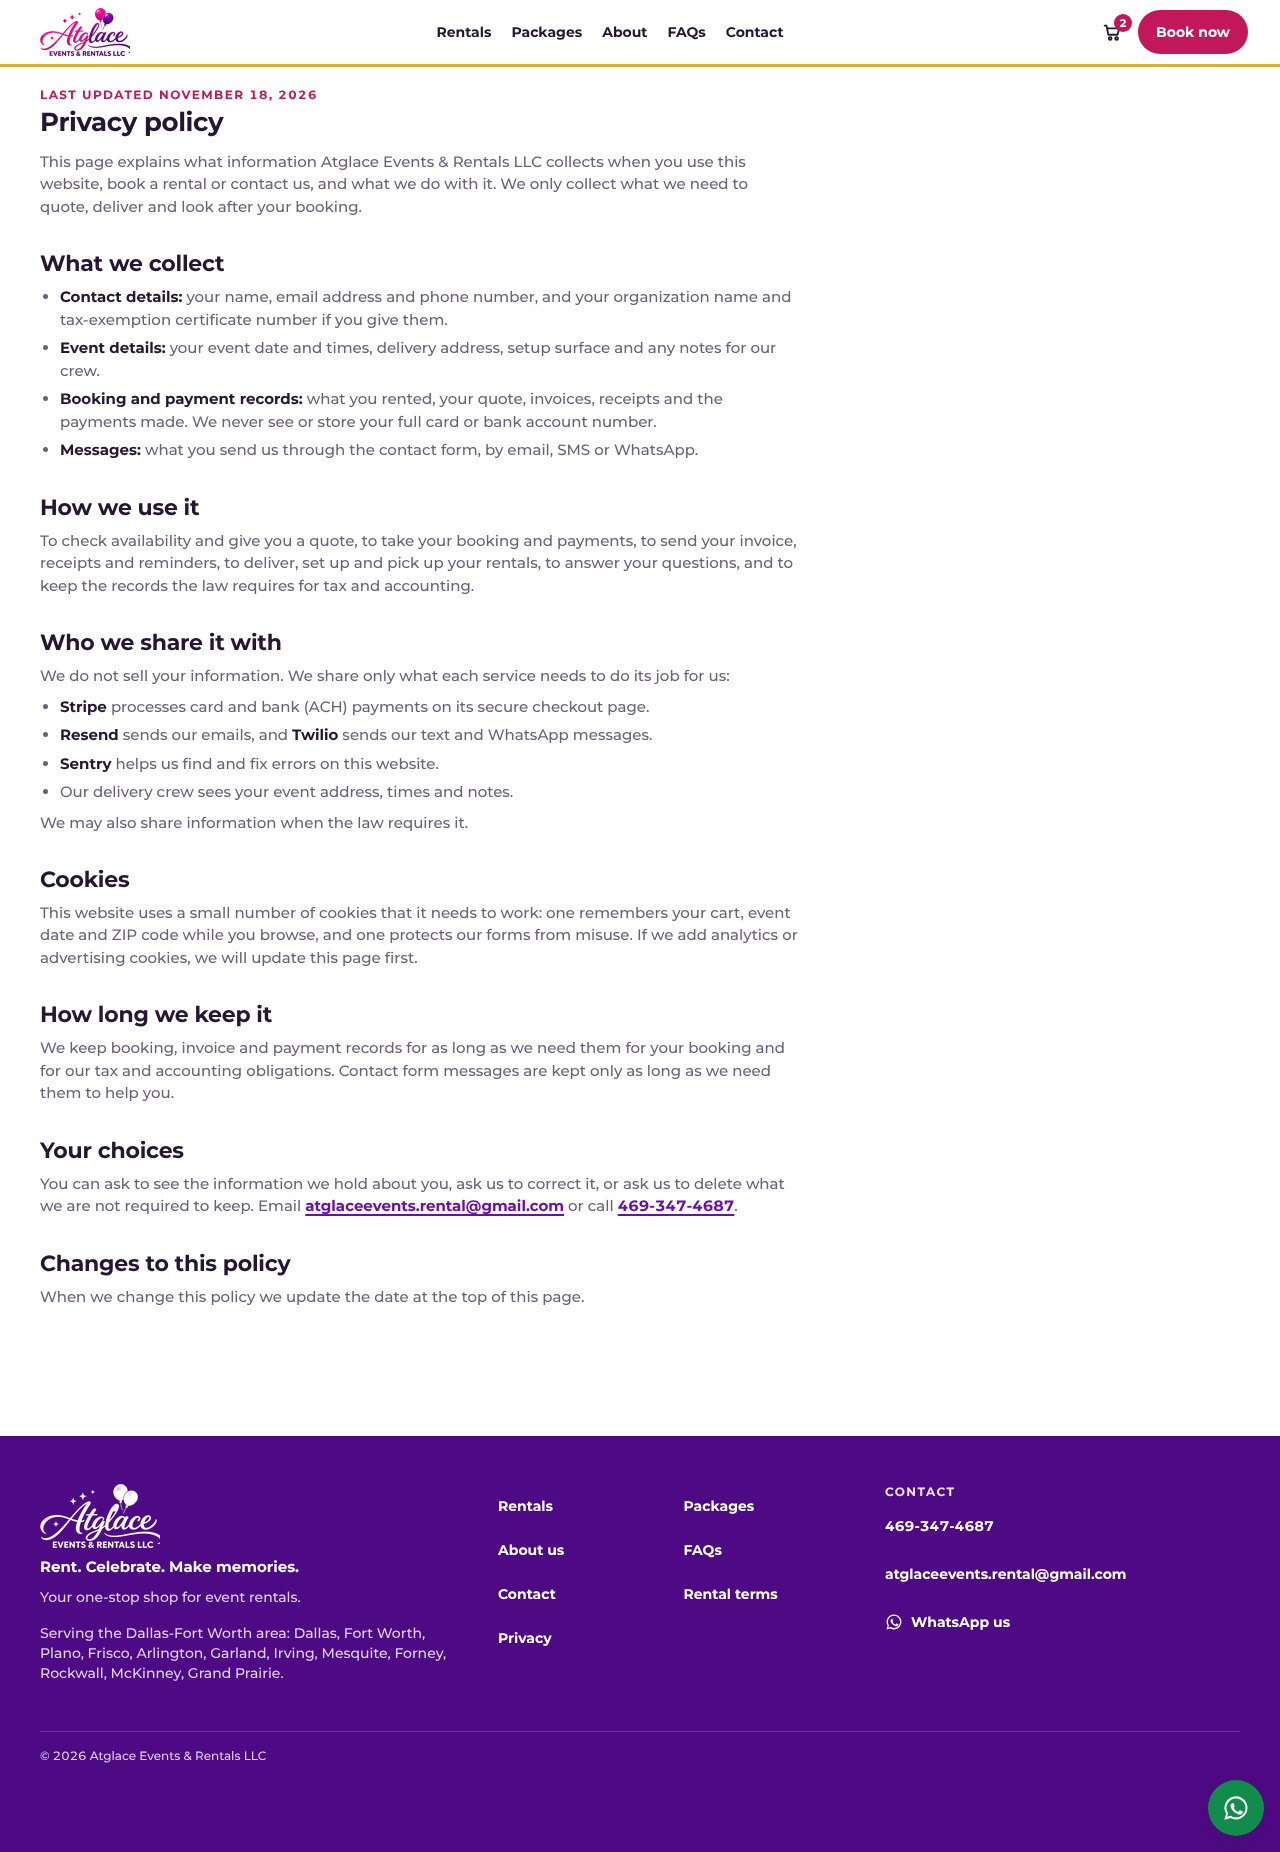 Atglace
EVENTS & RENTALS LLC
Rentals Packages About FAQs Contact
2
Book now
LAST UPDATED NOVEMBER 18, 2026
Privacy policy
This page explains what information Atglace Events & Rentals LLC collects when you use this
website, book a rental or contact us, and what we do with it. We only collect what we need to
quote, deliver and look after your booking.
What we collect
• Contact details: your name, email address and phone number, and your organization name and
tax-exemption certificate number if you give them.
• Event details: your event date and times, delivery address, setup surface and any notes for our
crew.
• Booking and payment records: what you rented, your quote, invoices, receipts and the
payments made. We never see or store your full card or bank account number.
• Messages: what you send us through the contact form, by email, SMS or WhatsApp.
How we use it
To check availability and give you a quote, to take your booking and payments, to send your invoice,
receipts and reminders, to deliver, set up and pick up your rentals, to answer your questions, and to
keep the records the law requires for tax and accounting.
Who we share it with
We do not sell your information. We share only what each service needs to do its job for us:
• Stripe processes card and bank (ACH) payments on its secure checkout page.
• Resend sends our emails, and Twilio sends our text and WhatsApp messages.
• Sentry helps us find and fix errors on this website.
• Our delivery crew sees your event address, times and notes.
We may also share information when the law requires it.
Cookies
This website uses a small number of cookies that it needs to work: one remembers your cart, event
date and ZIP code while you browse, and one protects our forms from misuse. If we add analytics or
advertising cookies, we will update this page first.
How long we keep it
We keep booking, invoice and payment records for as long as we need them for your booking and
for our tax and accounting obligations. Contact form messages are kept only as long as we need
them to help you.
Your choices
You can ask to see the information we hold about you, ask us to correct it, or ask us to delete what
we are not required to keep. Email atglaceevents.rental@gmail.com or call 469-347-4687.
Changes to this policy
When we change this policy we update the date at the top of this page.
Atglace
EVENTS & RENTALS LLC
Rent. Celebrate. Make memories.
Your one-stop shop for event rentals.
Serving the Dallas-Fort Worth area: Dallas, Fort Worth,
Plano, Frisco, Arlington, Garland, Irving, Mesquite, Forney,
Rockwall, McKinney, Grand Prairie.
Rentals Packages
About us FAQs
Contact Rental terms
Privacy
CONTACT
469-347-4687
atglaceevents.rental@gmail.com
WhatsApp us
© 2026 Atglace Events & Rentals LLC